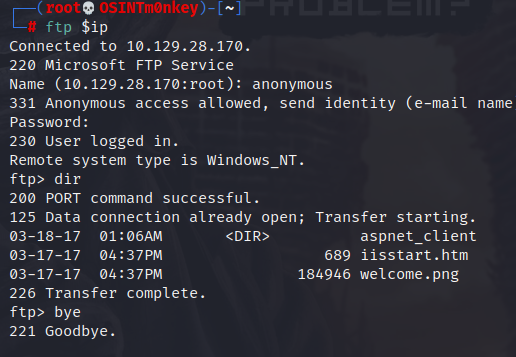 PROBLEM?
┌──(root💀OSINTm0nkey)-[~]
└─# ftp $ip
Connected to 10.129.28.170.
220 Microsoft FTP Service
Name (10.129.28.170:root): anonymous
331 Anonymous access allowed, send identity (e-mail name
Password:
230 User logged in.
Remote system type is Windows_NT.
ftp> dir
200 PORT command successful.
125 Data connection already open; Transfer starting.
03-18-17  01:06AM       <DIR>          aspnet_client
03-17-17  04:37PM                  689 iisstart.htm
03-17-17  04:37PM               184946 welcome.png
226 Transfer complete.
ftp> bye
221 Goodbye.